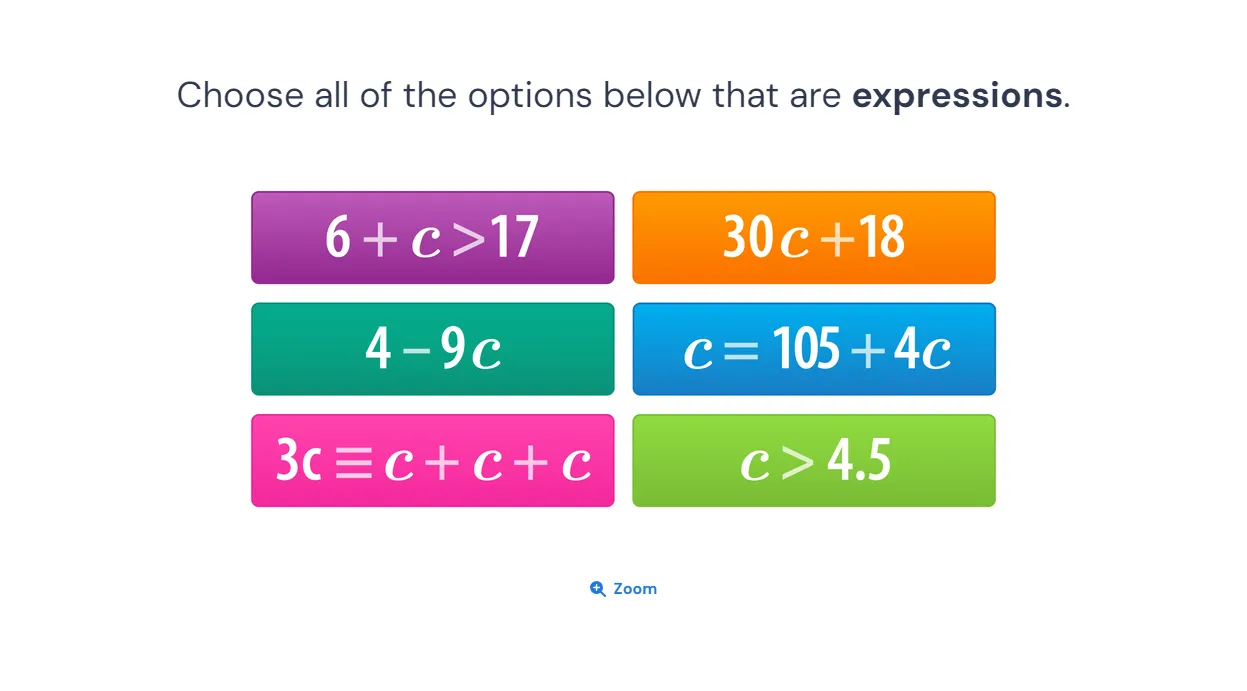 Choose all of the options below that are expressions.
6 + c > 17
30c + 18
4 − 9c
c = 105 + 4c
3c ≡ c + c + c
c > 4.5
Zoom